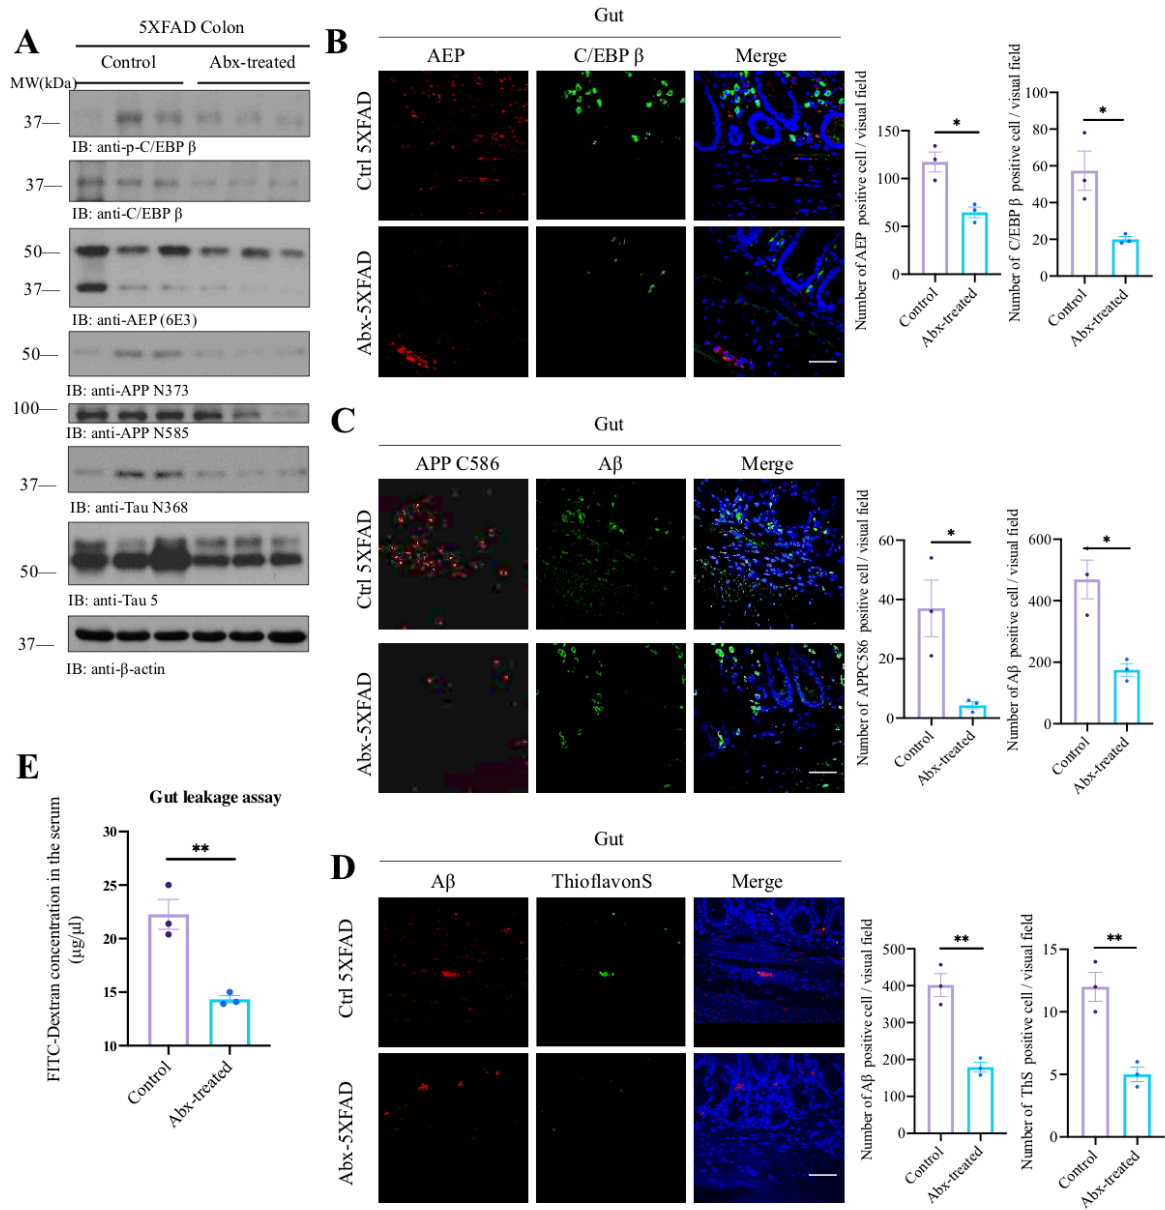 A
5XFAD Colon
Control
Abx-treated
MW(kDa)
37
IB: anti-p-C/EBP β
37
IB: anti-C/EBP β
50
37
IB: anti-AEP (6E3)
50
IB: anti-APP N373
100
IB: anti-APP N585
37
IB: anti-Tau N368
50
IB: anti-Tau 5
37
IB: anti-β-actin
B
Gut
AEP
C/EBP β
Merge
Ctrl 5XFAD
Abx-5XFAD
Number of AEP positive cell / visual field
150
100
50
0
*
Control
Abx-treated
Number of C/EBP β positive cell / visual field
100
80
60
40
20
0
*
Control
Abx-treated
C
Gut
APP C586
Aβ
Merge
Ctrl 5XFAD
Abx-5XFAD
Number of APPC586 positive cell / visual field
60
40
20
0
*
Control
Abx-treated
Number of Aβ positive cell / visual field
600
400
200
0
*
Control
Abx-treated
E
Gut leakage assay
FITC-Dextran concentration in the serum
(μg/μl)
30
25
20
15
10
**
Control
Abx-treated
D
Gut
Aβ
ThioflavonS
Merge
Ctrl 5XFAD
Abx-5XFAD
Number of Aβ positive cell / visual field
500
400
300
200
100
0
**
Control
Abx-treated
Number of ThS positive cell / visual field
15
10
5
0
**
Control
Abx-treated